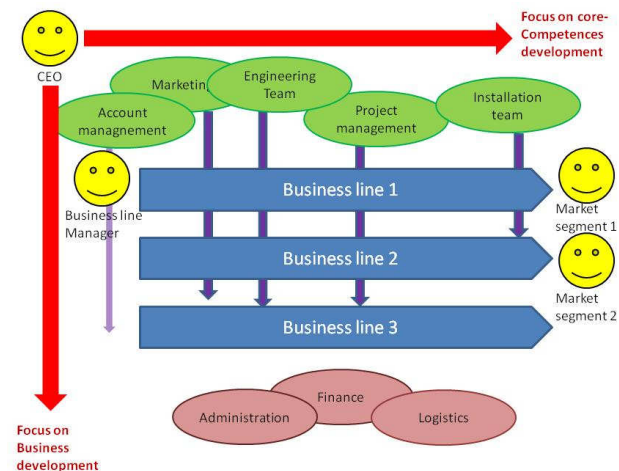 Focus on core-
Competences
development
CEO
Marketing
Engineering
Team
Account
managnement
Project
management
Installation
team
Business line
Manager
Business line 1
Market
segment 1
Business line 2
Market
segment 2
Business line 3
Finance
Administration
Logistics
Focus on
Business
development